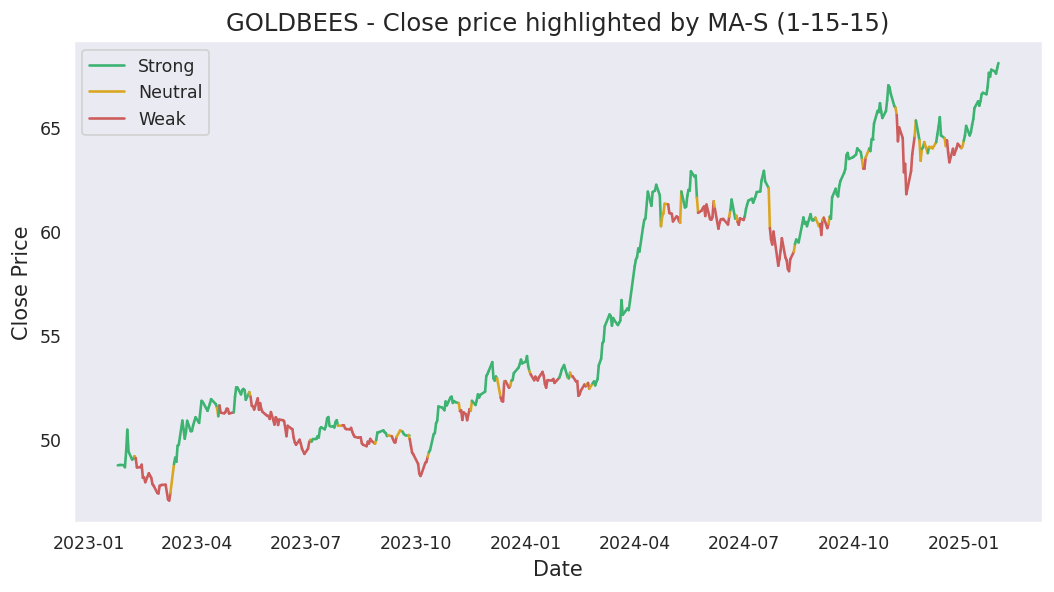 GOLDBEES - Close price highlighted by MA-S (1-15-15)
Strong
Neutral
Weak
Close Price
65
60
55
50
2023-01 2023-04 2023-07 2023-10 2024-01 2024-04 2024-07 2024-10 2025-01
Date